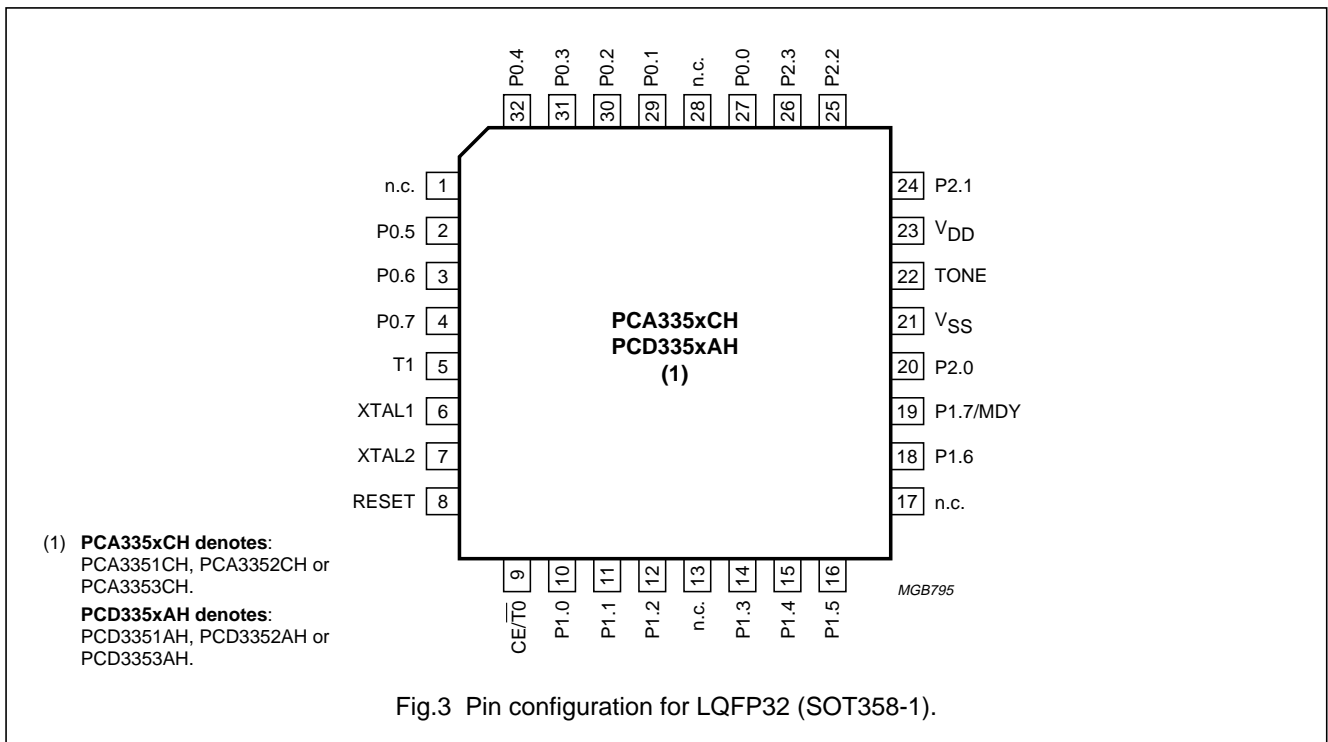 P0.4 P0.3 P0.2 P0.1 n.c. P0.0 P2.3 P2.2
32 31 30 29 28 27 26 25
n.c. 1
P0.5 2
P0.6 3
P0.7 4
T1 5
XTAL1 6
XTAL2 7
RESET 8
PCA335xCH
PCD335xAH
(1)
24 P2.1
23 VDD
22 TONE
21 VSS
20 P2.0
19 P1.7/MDY
18 P1.6
17 n.c.
9 10 11 12 13 14 15 16
CE/T̅0̅ P1.0 P1.1 P1.2 n.c. P1.3 P1.4 P1.5
MGB795
(1) PCA335xCH denotes:
PCA3351CH, PCA3352CH or
PCA3353CH.
PCD335xAH denotes:
PCD3351AH, PCD3352AH or
PCD3353AH.
Fig.3 Pin configuration for LQFP32 (SOT358-1).